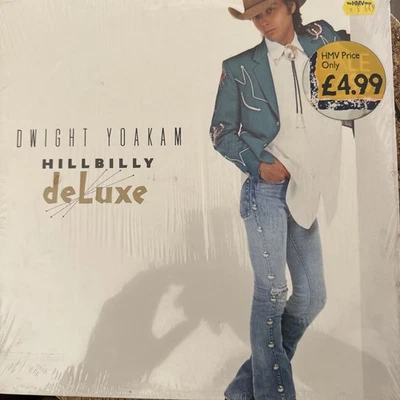 HMV Price
Only
£4.99
DWIGHT YOAKAM
HILLBILLY
deLuxe